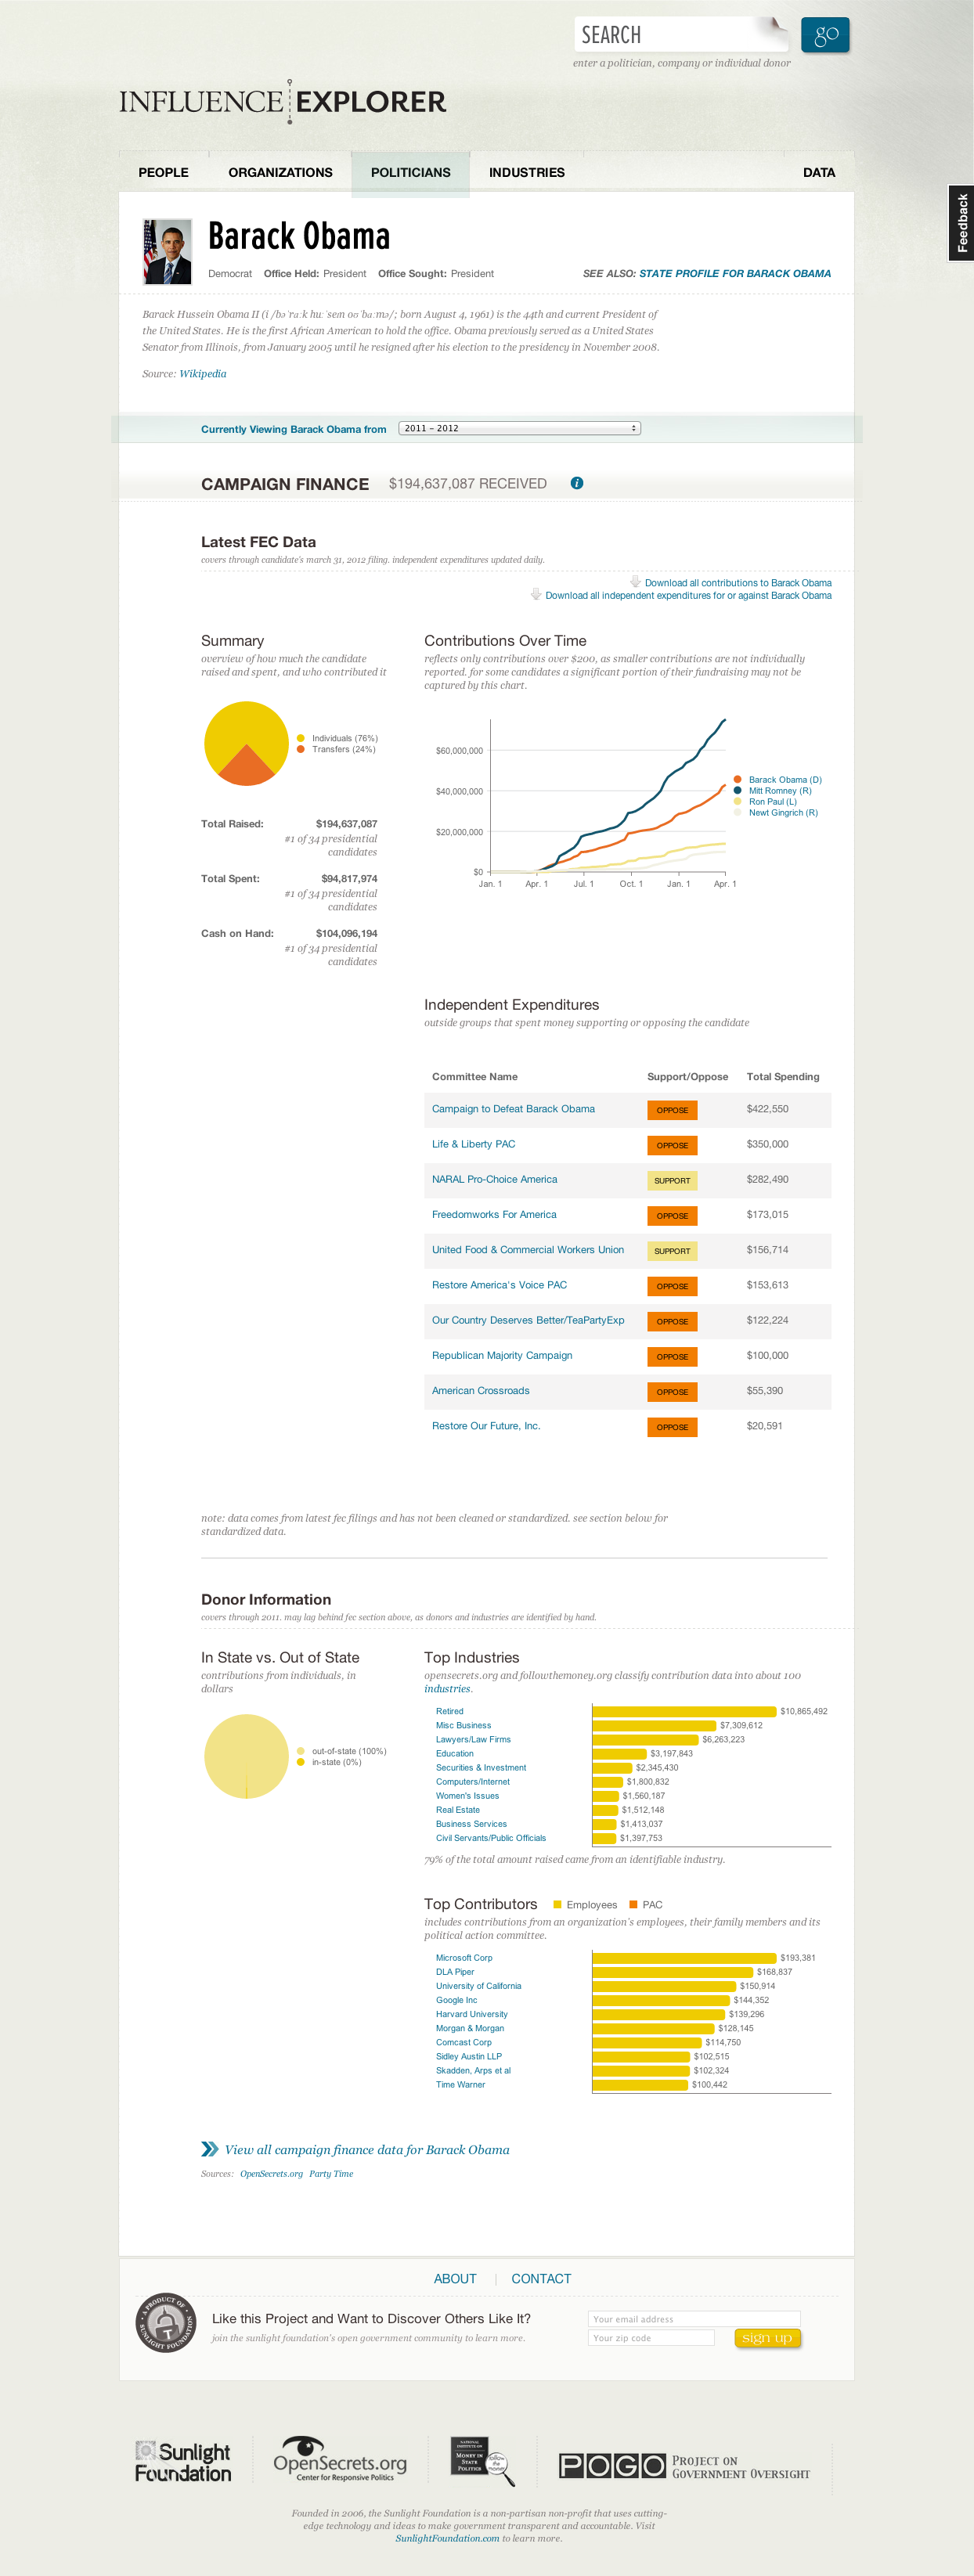 SEARCH
go
enter a politician, company or individual donor
INFLUENCE EXPLORER
PEOPLE ORGANIZATIONS POLITICIANS INDUSTRIES DATA
Feedback
Barack Obama
Democrat Office Held: President Office Sought: President SEE ALSO: STATE PROFILE FOR BARACK OBAMA
Barack Hussein Obama II (i /bəˈrɑːk huːˈseɪn oʊˈbɑːmə/; born August 4, 1961) is the 44th and current President of
the United States. He is the first African American to hold the office. Obama previously served as a United States
Senator from Illinois, from January 2005 until he resigned after his election to the presidency in November 2008.
Source: Wikipedia
Currently Viewing Barack Obama from 2011 – 2012
CAMPAIGN FINANCE $194,637,087 RECEIVED i
Latest FEC Data
covers through candidate's march 31, 2012 filing. independent expenditures updated daily.
Download all contributions to Barack Obama
Download all independent expenditures for or against Barack Obama
Summary
overview of how much the candidate
raised and spent, and who contributed it
Individuals (76%)
Transfers (24%)
Total Raised: $194,637,087
#1 of 34 presidential
candidates
Total Spent: $94,817,974
#1 of 34 presidential
candidates
Cash on Hand: $104,096,194
#1 of 34 presidential
candidates
Contributions Over Time
reflects only contributions over $200, as smaller contributions are not individually
reported. for some candidates a significant portion of their fundraising may not be
captured by this chart.
$60,000,000
$40,000,000
$20,000,000
$0
Jan. 1 Apr. 1 Jul. 1 Oct. 1 Jan. 1 Apr. 1
Barack Obama (D)
Mitt Romney (R)
Ron Paul (L)
Newt Gingrich (R)
Independent Expenditures
outside groups that spent money supporting or opposing the candidate
Committee Name Support/Oppose Total Spending
Campaign to Defeat Barack Obama OPPOSE $422,550
Life & Liberty PAC OPPOSE $350,000
NARAL Pro-Choice America SUPPORT $282,490
Freedomworks For America OPPOSE $173,015
United Food & Commercial Workers Union SUPPORT $156,714
Restore America's Voice PAC OPPOSE $153,613
Our Country Deserves Better/TeaPartyExp OPPOSE $122,224
Republican Majority Campaign OPPOSE $100,000
American Crossroads OPPOSE $55,390
Restore Our Future, Inc. OPPOSE $20,591
note: data comes from latest fec filings and has not been cleaned or standardized. see section below for
standardized data.
Donor Information
covers through 2011. may lag behind fec section above, as donors and industries are identified by hand.
In State vs. Out of State
contributions from individuals, in
dollars
out-of-state (100%)
in-state (0%)
Top Industries
opensecrets.org and followthemoney.org classify contribution data into about 100
industries.
Retired $10,865,492
Misc Business $7,309,612
Lawyers/Law Firms $6,263,223
Education $3,197,843
Securities & Investment $2,345,430
Computers/Internet $1,800,832
Women's Issues $1,560,187
Real Estate $1,512,148
Business Services $1,413,037
Civil Servants/Public Officials $1,397,753
79% of the total amount raised came from an identifiable industry.
Top Contributors Employees PAC
includes contributions from an organization's employees, their family members and its
political action committee.
Microsoft Corp $193,381
DLA Piper $168,837
University of California $150,914
Google Inc $144,352
Harvard University $139,296
Morgan & Morgan $128,145
Comcast Corp $114,750
Sidley Austin LLP $102,515
Skadden, Arps et al $102,324
Time Warner $100,442
View all campaign finance data for Barack Obama
Sources: OpenSecrets.org Party Time
ABOUT | CONTACT
A PRODUCT OF SUNLIGHT FOUNDATION
Like this Project and Want to Discover Others Like It?
join the sunlight foundation's open government community to learn more.
Your email address
Your zip code
sign up
Sunlight
Foundation
OpenSecrets.org
Center for Responsive Politics
NATIONAL
INSTITUTE ON
MONEY IN
STATE
POLITICS
follow
the
money
POGO PROJECT ON
GOVERNMENT OVERSIGHT
Founded in 2006, the Sunlight Foundation is a non-partisan non-profit that uses cutting-
edge technology and ideas to make government transparent and accountable. Visit
SunlightFoundation.com to learn more.